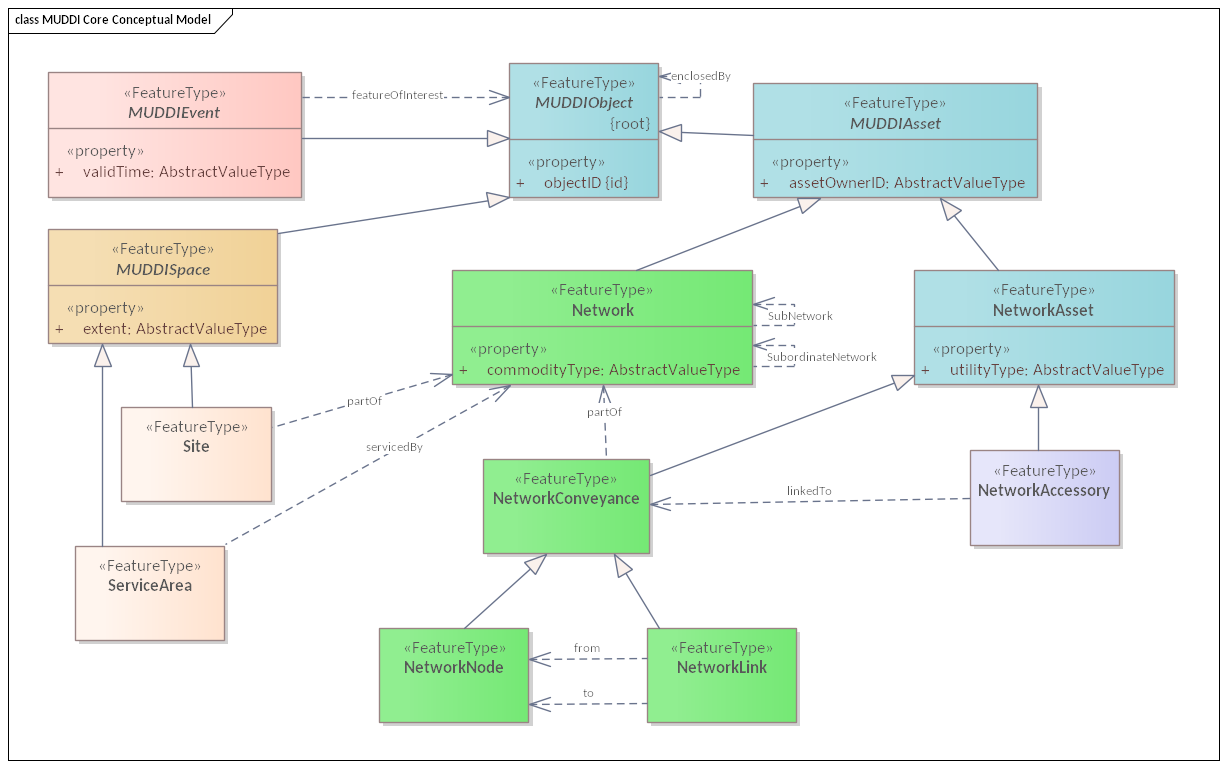 class MUDDI Core Conceptual Model
«FeatureType»
MUDDIEvent
«property»
+ validTime: AbstractValueType
featureOfInterest
«FeatureType»
MUDDIObject
{root}
«property»
+ objectID {id}
enclosedBy
«FeatureType»
MUDDIAsset
«property»
+ assetOwnerID: AbstractValueType
«FeatureType»
MUDDISpace
«property»
+ extent: AbstractValueType
«FeatureType»
Network
«property»
+ commodityType: AbstractValueType
SubNetwork
SubordinateNetwork
«FeatureType»
NetworkAsset
«property»
+ utilityType: AbstractValueType
partOf
servicedBy
partOf
«FeatureType»
Site
«FeatureType»
NetworkConveyance
linkedTo
«FeatureType»
NetworkAccessory
«FeatureType»
ServiceArea
«FeatureType»
NetworkNode
from
to
«FeatureType»
NetworkLink